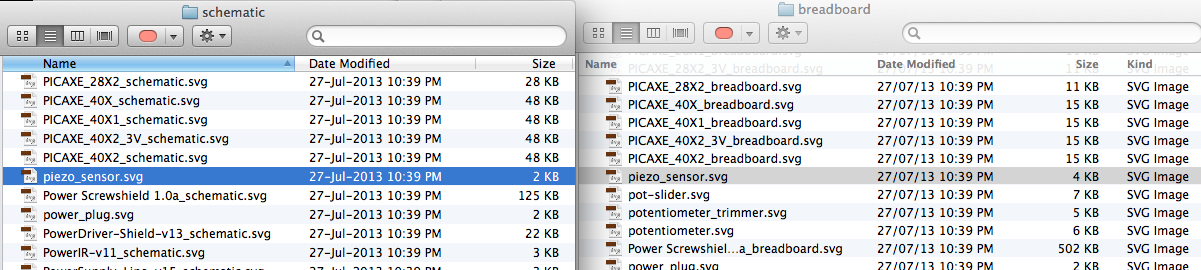 schematic
Name Date Modified Size
PICAXE_28X2_schematic.svg 27-Jul-2013 10:39 PM 28 KB
PICAXE_40X_schematic.svg 27-Jul-2013 10:39 PM 48 KB
PICAXE_40X1_schematic.svg 27-Jul-2013 10:39 PM 48 KB
PICAXE_40X2_3V_schematic.svg 27-Jul-2013 10:39 PM 48 KB
PICAXE_40X2_schematic.svg 27-Jul-2013 10:39 PM 48 KB
piezo_sensor.svg 27-Jul-2013 10:39 PM 2 KB
Power Screwshield 1.0a_schematic.svg 27-Jul-2013 10:39 PM 125 KB
power_plug.svg 27-Jul-2013 10:39 PM 2 KB
PowerDriver-Shield-v13_schematic.svg 27-Jul-2013 10:39 PM 22 KB
PowerIR-v11_schematic.svg 27-Jul-2013 10:39 PM 3 KB
breadboard
Name Date Modified Size Kind
PICAXE_28X2_3V_breadboard.svg 27/07/13 10:39 PM 11 KB SVG Image
PICAXE_28X2_breadboard.svg 27/07/13 10:39 PM 11 KB SVG Image
PICAXE_40X_breadboard.svg 27/07/13 10:39 PM 15 KB SVG Image
PICAXE_40X1_breadboard.svg 27/07/13 10:39 PM 15 KB SVG Image
PICAXE_40X2_3V_breadboard.svg 27/07/13 10:39 PM 15 KB SVG Image
PICAXE_40X2_breadboard.svg 27/07/13 10:39 PM 15 KB SVG Image
piezo_sensor.svg 27/07/13 10:39 PM 4 KB SVG Image
pot-slider.svg 27/07/13 10:39 PM 7 KB SVG Image
potentiometer_trimmer.svg 27/07/13 10:39 PM 5 KB SVG Image
potentiometer.svg 27/07/13 10:39 PM 6 KB SVG Image
Power Screwshiel...a_breadboard.svg 27/07/13 10:39 PM 502 KB SVG Image
power_plug.svg 27/07/13 10:39 PM 2 KB SVG Image